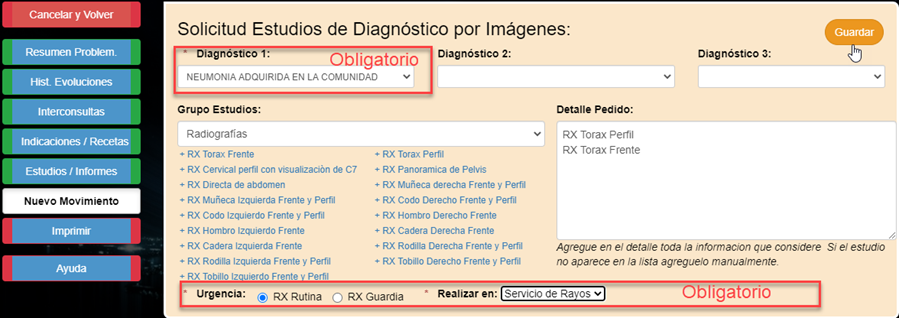 Cancelar y Volver
Resumen Problem.
Hist. Evoluciones
Interconsultas
Indicaciones / Recetas
Estudios / Informes
Nuevo Movimiento
Imprimir
Ayuda
Solicitud Estudios de Diagnóstico por Imágenes:
Guardar
* Diagnóstico 1: Obligatorio
NEUMONIA ADQUIRIDA EN LA COMUNIDAD
Diagnóstico 2:
Diagnóstico 3:
Grupo Estudios:
Radiografías
+ RX Torax Frente + RX Torax Perfil
+ RX Cervical perfil con visualizaciòn de C7 + RX Panoramica de Pelvis
+ RX Directa de abdomen + RX Muñeca derecha Frente y Perfil
+ RX Muñeca Izquierda Frente y Perfil + RX Codo Derecho Frente y Perfil
+ RX Codo Izquierdo Frente y Perfil + RX Hombro Derecho Frente
+ RX Hombro Izquierdo Frente + RX Cadera Derecha Frente
+ RX Cadera Izquierda Frente + RX Rodilla Derecha Frente y Perfil
+ RX Rodilla Izquierda Frente y Perfil + RX Tobillo Derecho Frente y Perfil
+ RX Tobillo Izquierdo Frente y Perfil
Detalle Pedido:
RX Torax Perfil
RX Torax Frente
Agregue en el detalle toda la informacion que considere Si el estudio
no aparece en la lista agreguelo manualmente.
* Urgencia: RX Rutina RX Guardia * Realizar en: Servicio de Rayos Obligatorio